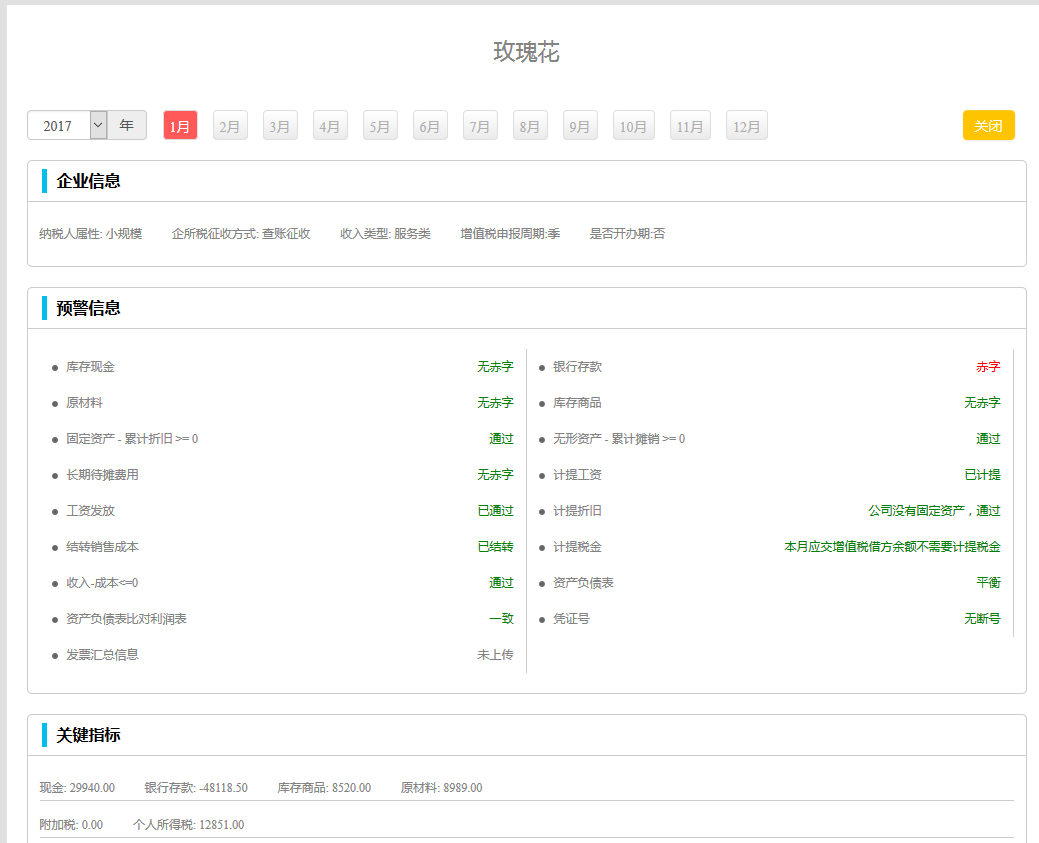 玫瑰花
2017 年 1月 2月 3月 4月 5月 6月 7月 8月 9月 10月 11月 12月 关闭
企业信息
纳税人属性: 小规模 企所税征收方式: 查账征收 收入类型: 服务类 增值税申报周期:季 是否开办期:否
预警信息
库存现金 无赤字 银行存款 赤字
原材料 无赤字 库存商品 无赤字
固定资产 - 累计折旧 >= 0 通过 无形资产 - 累计摊销 >= 0 通过
长期待摊费用 无赤字 计提工资 已计提
工资发放 已通过 计提折旧 公司没有固定资产，通过
结转销售成本 已结转 计提税金 本月应交增值税借方余额不需要计提税金
收入-成本<=0 通过 资产负债表 平衡
资产负债表比对利润表 一致 凭证号 无断号
发票汇总信息 未上传
关键指标
现金: 29940.00 银行存款: -48118.50 库存商品: 8520.00 原材料: 8989.00
附加税: 0.00 个人所得税: 12851.00